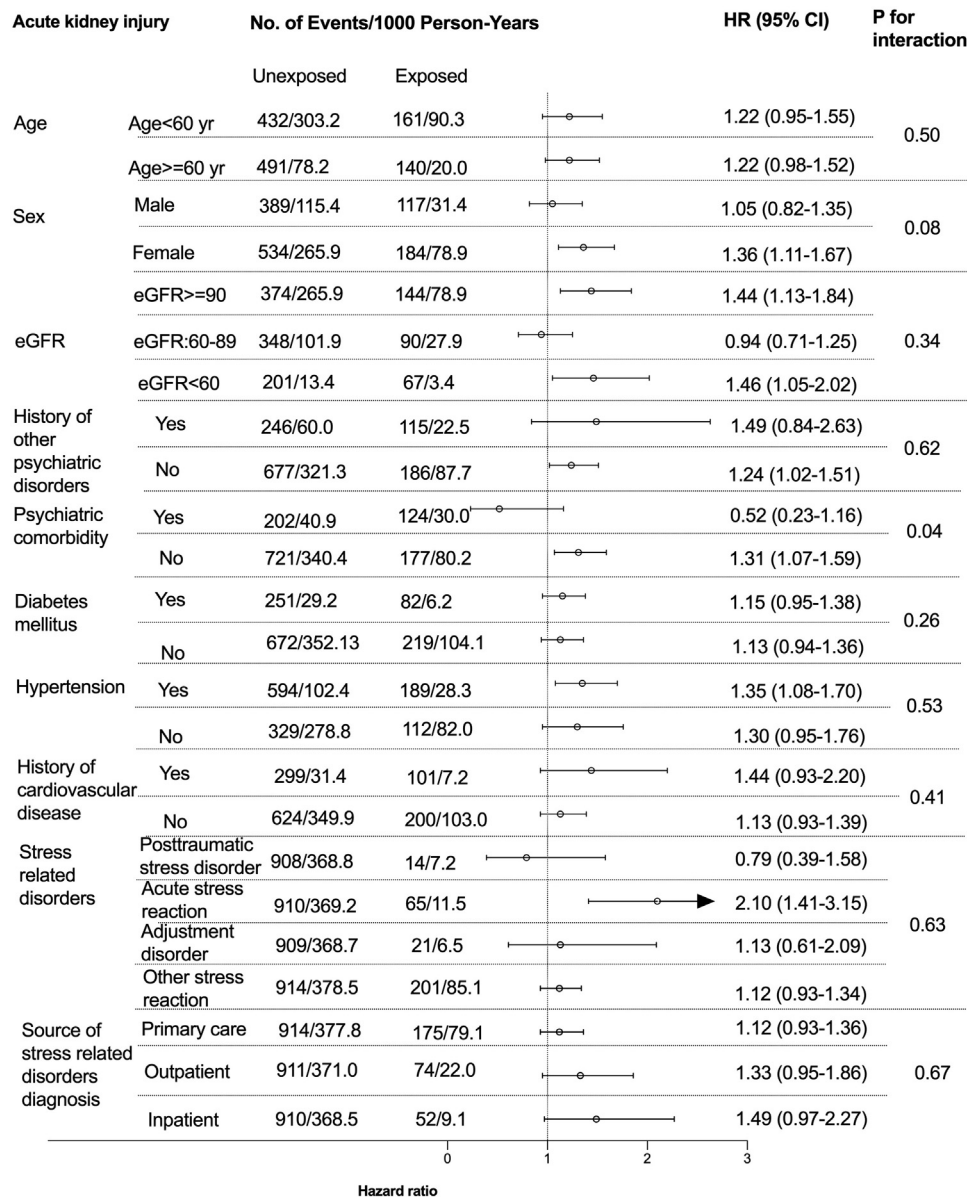 Acute kidney injury No. of Events/1000 Person-Years HR (95% CI) P for
interaction
Unexposed Exposed
Age Age<60 yr 432/303.2 161/90.3 1.22 (0.95-1.55)
0.50
Age>=60 yr 491/78.2 140/20.0 1.22 (0.98-1.52)
Sex Male 389/115.4 117/31.4 1.05 (0.82-1.35)
0.08
Female 534/265.9 184/78.9 1.36 (1.11-1.67)
eGFR>=90 374/265.9 144/78.9 1.44 (1.13-1.84)
eGFR eGFR:60-89 348/101.9 90/27.9 0.94 (0.71-1.25) 0.34
eGFR<60 201/13.4 67/3.4 1.46 (1.05-2.02)
History of
other
psychiatric
disorders
Yes 246/60.0 115/22.5 1.49 (0.84-2.63)
0.62
No 677/321.3 186/87.7 1.24 (1.02-1.51)
Psychiatric
comorbidity
Yes 202/40.9 124/30.0 0.52 (0.23-1.16)
0.04
No 721/340.4 177/80.2 1.31 (1.07-1.59)
Diabetes
mellitus
Yes 251/29.2 82/6.2 1.15 (0.95-1.38)
0.26
No 672/352.13 219/104.1 1.13 (0.94-1.36)
Hypertension Yes 594/102.4 189/28.3 1.35 (1.08-1.70)
0.53
No 329/278.8 112/82.0 1.30 (0.95-1.76)
History of
cardiovascular
disease
Yes 299/31.4 101/7.2 1.44 (0.93-2.20)
0.41
No 624/349.9 200/103.0 1.13 (0.93-1.39)
Stress
related
disorders
Posttraumatic
stress disorder 908/368.8 14/7.2 0.79 (0.39-1.58)
Acute stress
reaction 910/369.2 65/11.5 2.10 (1.41-3.15)
0.63
Adjustment
disorder 909/368.7 21/6.5 1.13 (0.61-2.09)
Other stress
reaction 914/378.5 201/85.1 1.12 (0.93-1.34)
Source of
stress related
disorders
diagnosis
Primary care 914/377.8 175/79.1 1.12 (0.93-1.36)
Outpatient 911/371.0 74/22.0 1.33 (0.95-1.86) 0.67
Inpatient 910/368.5 52/9.1 1.49 (0.97-2.27)
0 1 2 3
Hazard ratio